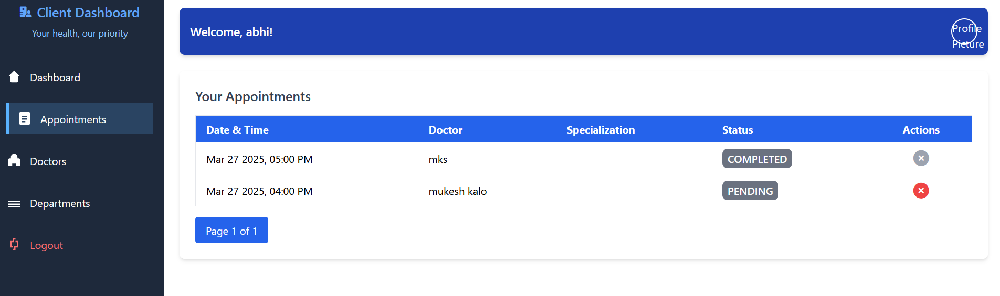 Client Dashboard
Your health, our priority
Dashboard
Appointments
Doctors
Departments
Logout
Welcome, abhi!
Profile
Picture
Your Appointments
Date & Time Doctor Specialization Status Actions
Mar 27 2025, 05:00 PM mks COMPLETED
Mar 27 2025, 04:00 PM mukesh kalo PENDING
Page 1 of 1